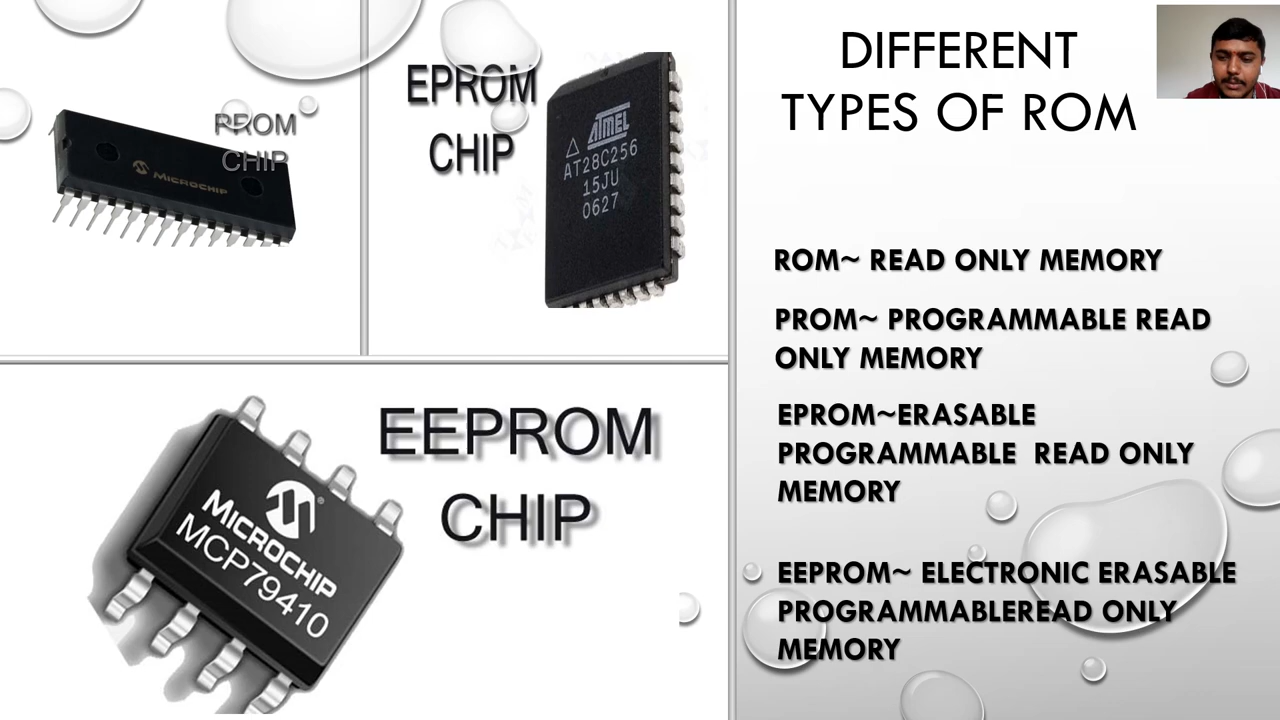 PROM
CHIP
MICROCHIP
EPROM
CHIP
ATMEL
AT28C256
15JU
0627
EEPROM
CHIP
MICROCHIP
MCP79410
DIFFERENT
TYPES OF ROM
ROM~ READ ONLY MEMORY
PROM~ PROGRAMMABLE READ
ONLY MEMORY
EPROM~ERASABLE
PROGRAMMABLE  READ ONLY
MEMORY
EEPROM~ ELECTRONIC ERASABLE
PROGRAMMABLEREAD ONLY
MEMORY